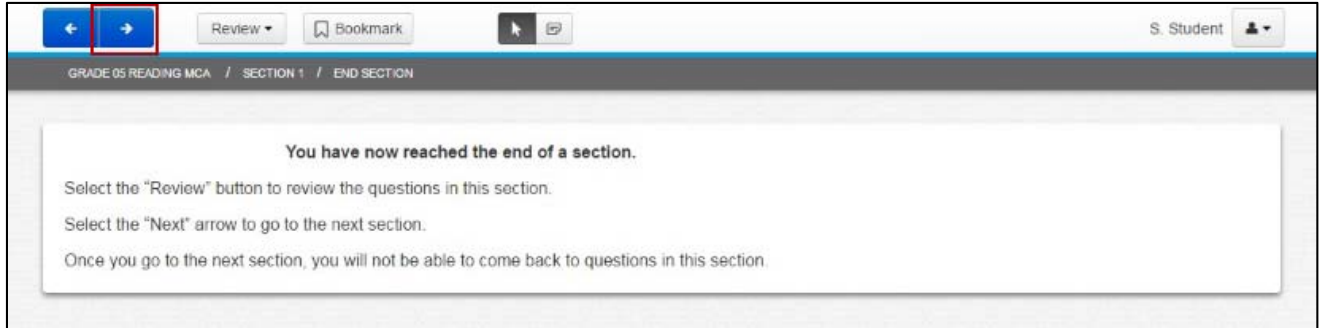 Review Bookmark S. Student
GRADE 05 READING MCA / SECTION 1 / END SECTION
You have now reached the end of a section.
Select the “Review” button to review the questions in this section.
Select the “Next” arrow to go to the next section.
Once you go to the next section, you will not be able to come back to questions in this section.